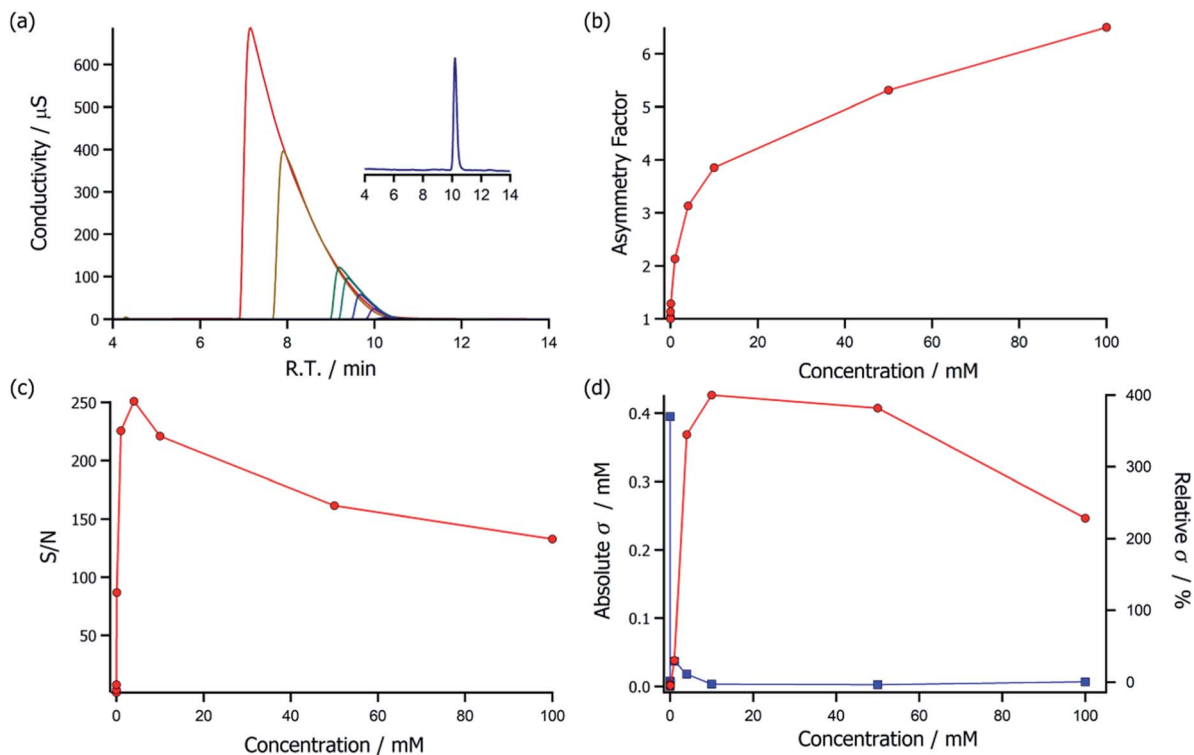 (a)
Conductivity / μS
600
500
400
300
200
100
0
4 6 8 10 12 14
R.T. / min
4 6 8 10 12 14
(b)
Asymmetry Factor
6
5
4
3
2
1
0 20 40 60 80 100
Concentration / mM
(c)
S/N
250
200
150
100
50
0 20 40 60 80 100
Concentration / mM
(d)
Absolute σ / mM
0.4
0.3
0.2
0.1
0.0
0 20 40 60 80 100
Concentration / mM
400
300
200
100
0
Relative σ / %